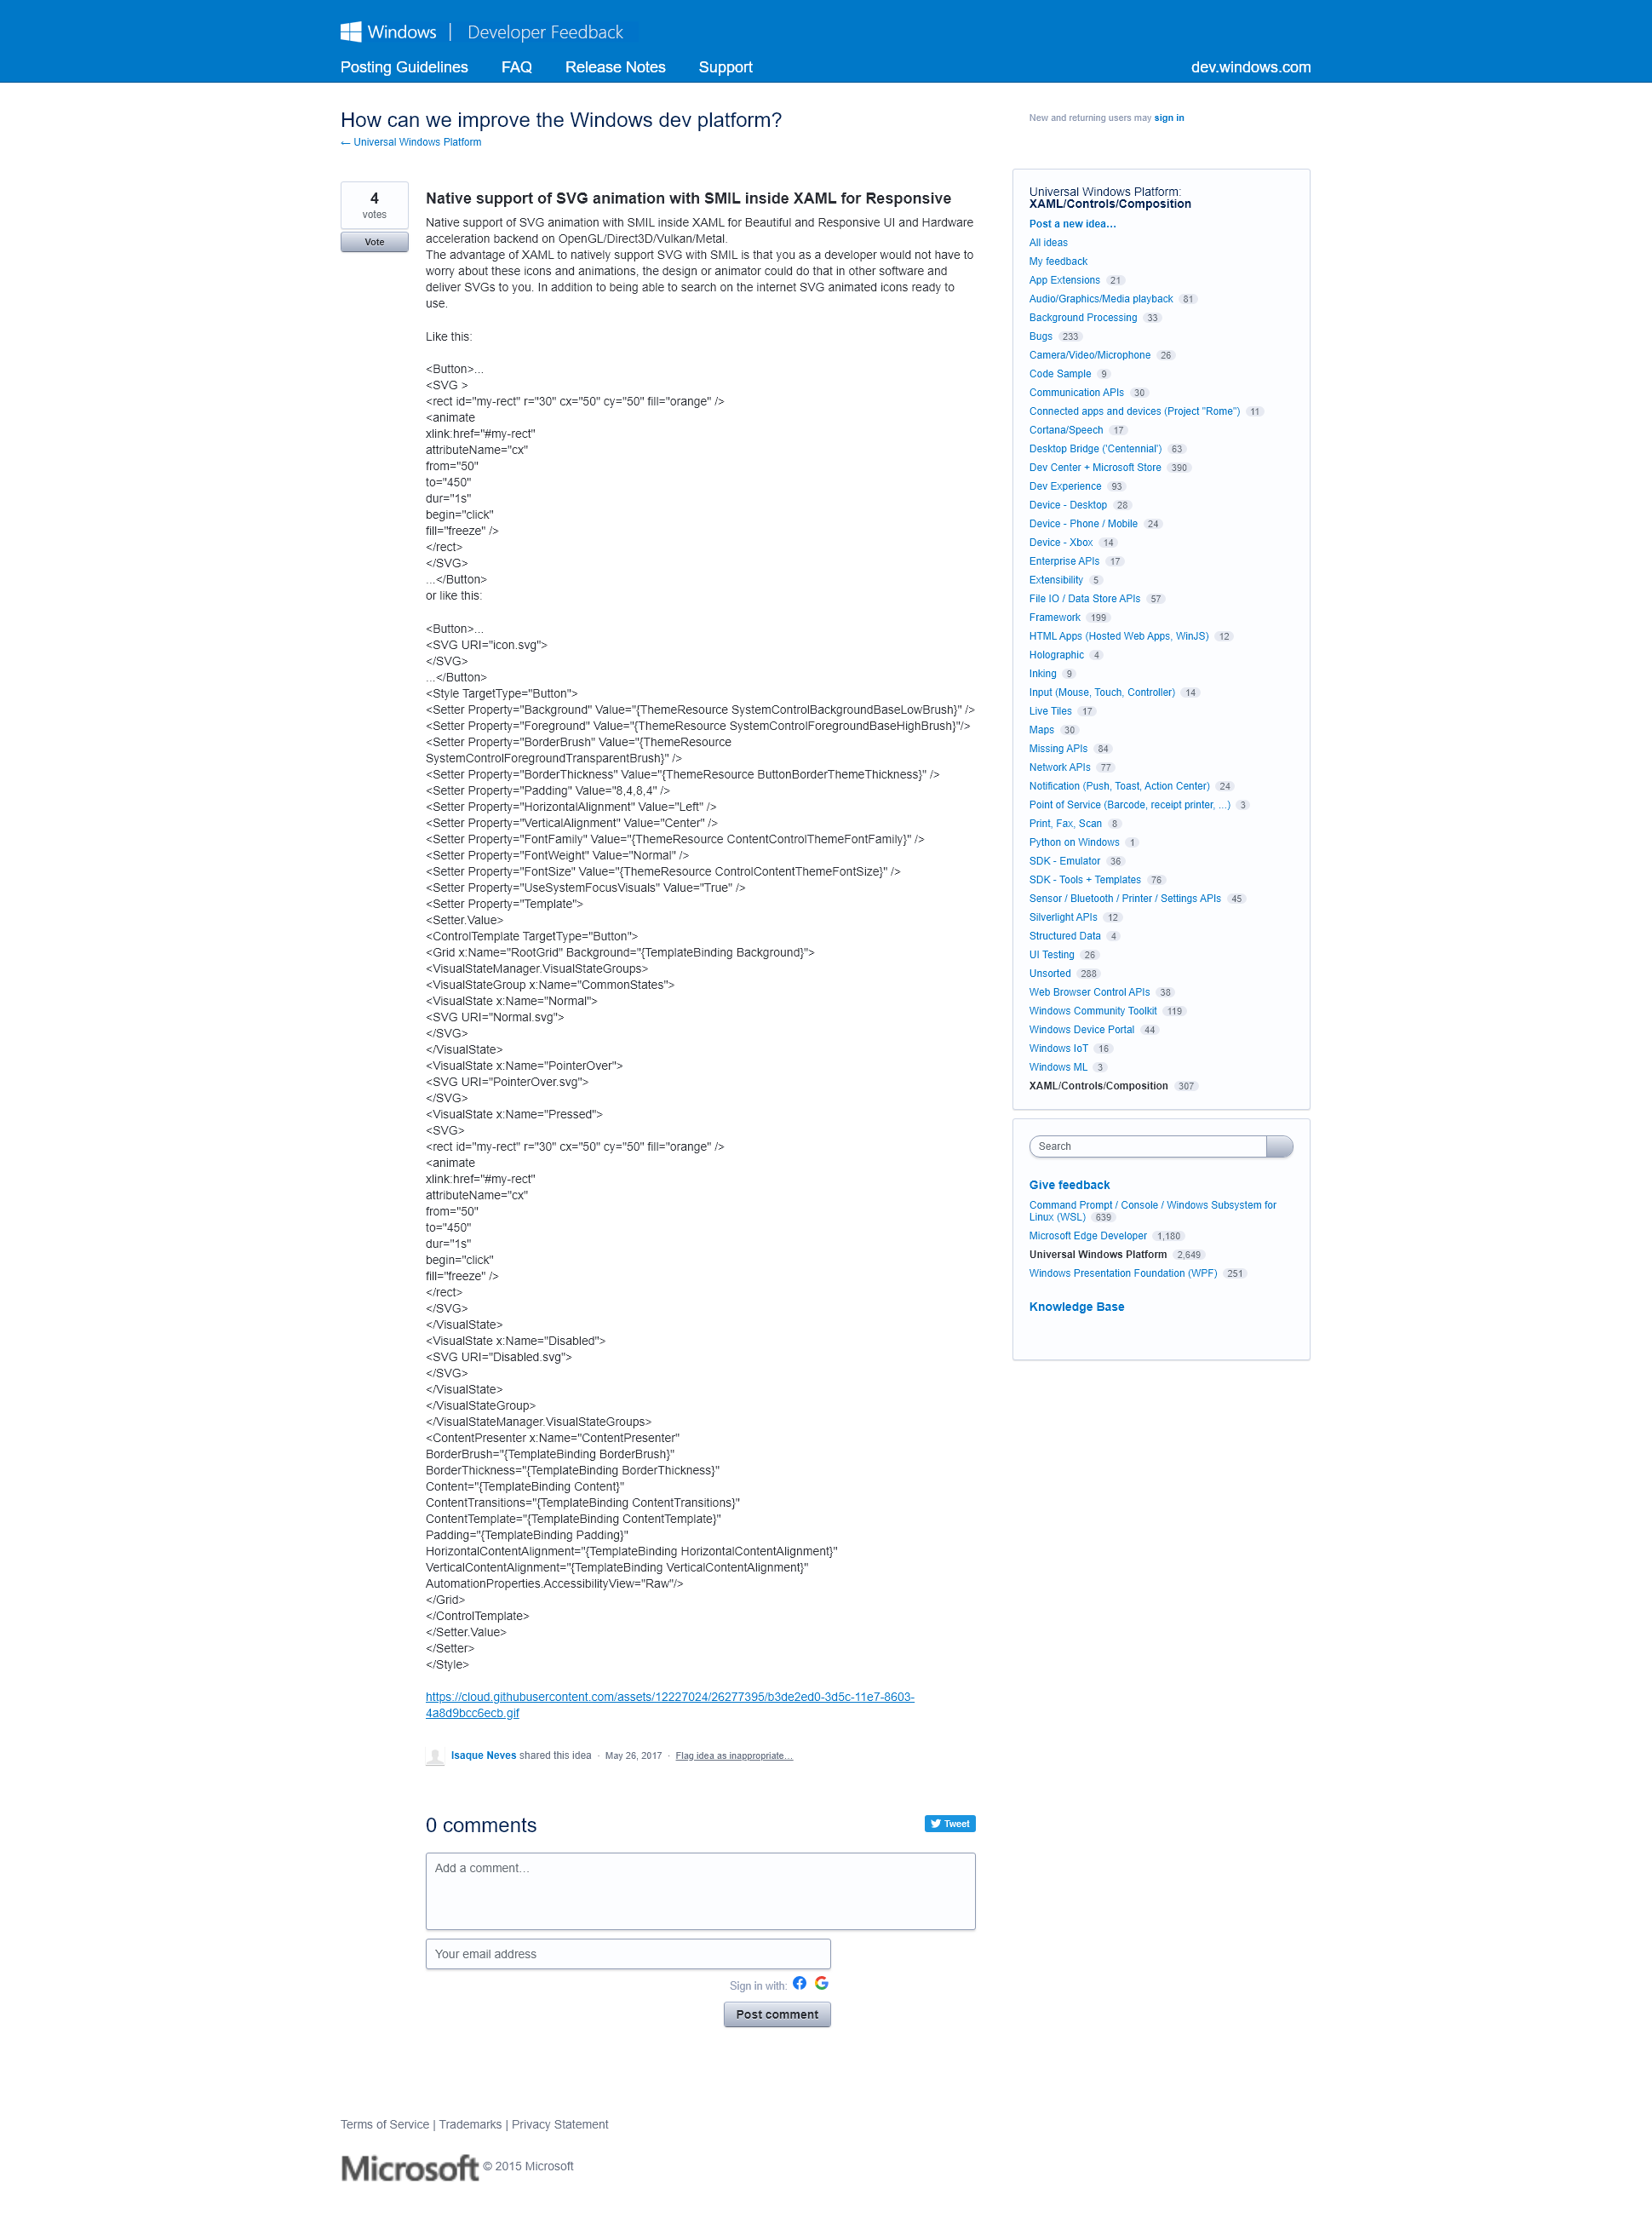 Windows | Developer Feedback
Posting Guidelines FAQ Release Notes Support dev.windows.com
How can we improve the Windows dev platform?
← Universal Windows Platform
New and returning users may sign in
4
votes
Vote
Native support of SVG animation with SMIL inside XAML for Responsive
Native support of SVG animation with SMIL inside XAML for Beautiful and Responsive UI and Hardware
acceleration backend on OpenGL/Direct3D/Vulkan/Metal.
The advantage of XAML to natively support SVG with SMIL is that you as a developer would not have to
worry about these icons and animations, the design or animator could do that in other software and
deliver SVGs to you. In addition to being able to search on the internet SVG animated icons ready to
use.
Like this:
<Button>...
<SVG >
<rect id="my-rect" r="30" cx="50" cy="50" fill="orange" />
<animate
xlink:href="#my-rect"
attributeName="cx"
from="50"
to="450"
dur="1s"
begin="click"
fill="freeze" />
</rect>
</SVG>
...</Button>
or like this:
<Button>...
<SVG URI="icon.svg">
</SVG>
...</Button>
<Style TargetType="Button">
<Setter Property="Background" Value="{ThemeResource SystemControlBackgroundBaseLowBrush}" />
<Setter Property="Foreground" Value="{ThemeResource SystemControlForegroundBaseHighBrush}"/>
<Setter Property="BorderBrush" Value="{ThemeResource
SystemControlForegroundTransparentBrush}" />
<Setter Property="BorderThickness" Value="{ThemeResource ButtonBorderThemeThickness}" />
<Setter Property="Padding" Value="8,4,8,4" />
<Setter Property="HorizontalAlignment" Value="Left" />
<Setter Property="VerticalAlignment" Value="Center" />
<Setter Property="FontFamily" Value="{ThemeResource ContentControlThemeFontFamily}" />
<Setter Property="FontWeight" Value="Normal" />
<Setter Property="FontSize" Value="{ThemeResource ControlContentThemeFontSize}" />
<Setter Property="UseSystemFocusVisuals" Value="True" />
<Setter Property="Template">
<Setter.Value>
<ControlTemplate TargetType="Button">
<Grid x:Name="RootGrid" Background="{TemplateBinding Background}">
<VisualStateManager.VisualStateGroups>
<VisualStateGroup x:Name="CommonStates">
<VisualState x:Name="Normal">
<SVG URI="Normal.svg">
</SVG>
</VisualState>
<VisualState x:Name="PointerOver">
<SVG URI="PointerOver.svg">
</SVG>
<VisualState x:Name="Pressed">
<SVG>
<rect id="my-rect" r="30" cx="50" cy="50" fill="orange" />
<animate
xlink:href="#my-rect"
attributeName="cx"
from="50"
to="450"
dur="1s"
begin="click"
fill="freeze" />
</rect>
</SVG>
</VisualState>
<VisualState x:Name="Disabled">
<SVG URI="Disabled.svg">
</SVG>
</VisualState>
</VisualStateGroup>
</VisualStateManager.VisualStateGroups>
<ContentPresenter x:Name="ContentPresenter"
BorderBrush="{TemplateBinding BorderBrush}"
BorderThickness="{TemplateBinding BorderThickness}"
Content="{TemplateBinding Content}"
ContentTransitions="{TemplateBinding ContentTransitions}"
ContentTemplate="{TemplateBinding ContentTemplate}"
Padding="{TemplateBinding Padding}"
HorizontalContentAlignment="{TemplateBinding HorizontalContentAlignment}"
VerticalContentAlignment="{TemplateBinding VerticalContentAlignment}"
AutomationProperties.AccessibilityView="Raw"/>
</Grid>
</ControlTemplate>
</Setter.Value>
</Setter>
</Style>
https://cloud.githubusercontent.com/assets/12227024/26277395/b3de2ed0-3d5c-11e7-8603-
4a8d9bcc6ecb.gif
Isaque Neves shared this idea · May 26, 2017 · Flag idea as inappropriate…
0 comments
Tweet
Add a comment…
Your email address
Sign in with:
Post comment
Universal Windows Platform:
XAML/Controls/Composition
Post a new idea…
All ideas
My feedback
App Extensions 21
Audio/Graphics/Media playback 81
Background Processing 33
Bugs 233
Camera/Video/Microphone 26
Code Sample 9
Communication APIs 30
Connected apps and devices (Project "Rome") 11
Cortana/Speech 17
Desktop Bridge ('Centennial') 63
Dev Center + Microsoft Store 390
Dev Experience 93
Device - Desktop 28
Device - Phone / Mobile 24
Device - Xbox 14
Enterprise APIs 17
Extensibility 5
File IO / Data Store APIs 57
Framework 199
HTML Apps (Hosted Web Apps, WinJS) 12
Holographic 4
Inking 9
Input (Mouse, Touch, Controller) 14
Live Tiles 17
Maps 30
Missing APIs 84
Network APIs 77
Notification (Push, Toast, Action Center) 24
Point of Service (Barcode, receipt printer, ...) 3
Print, Fax, Scan 8
Python on Windows 1
SDK - Emulator 36
SDK - Tools + Templates 76
Sensor / Bluetooth / Printer / Settings APIs 45
Silverlight APIs 12
Structured Data 4
UI Testing 26
Unsorted 288
Web Browser Control APIs 38
Windows Community Toolkit 119
Windows Device Portal 44
Windows IoT 16
Windows ML 3
XAML/Controls/Composition 307
Search
Give feedback
Command Prompt / Console / Windows Subsystem for
Linux (WSL) 639
Microsoft Edge Developer 1,180
Universal Windows Platform 2,649
Windows Presentation Foundation (WPF) 251
Knowledge Base
Terms of Service | Trademarks | Privacy Statement
Microsoft © 2015 Microsoft